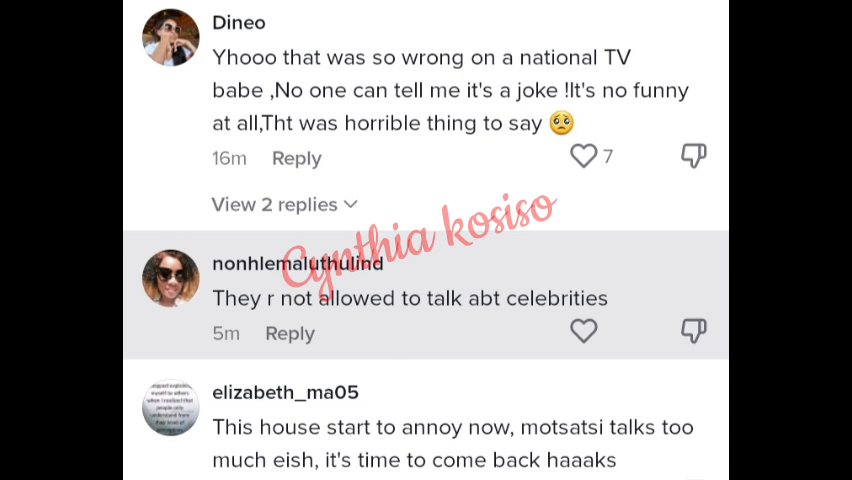 Dineo
Yhooo that was so wrong on a national TV
babe ,No one can tell me it's a joke !It's no funny
at all,Tht was horrible thing to say 🥺
16m Reply 7
View 2 replies
Cynthia kosiso
nonhlemaluthulind
They r not allowed to talk abt celebrities
5m Reply
elizabeth_ma05
This house start to annoy now, motsatsi talks too
much eish, it's time to come back haaaks